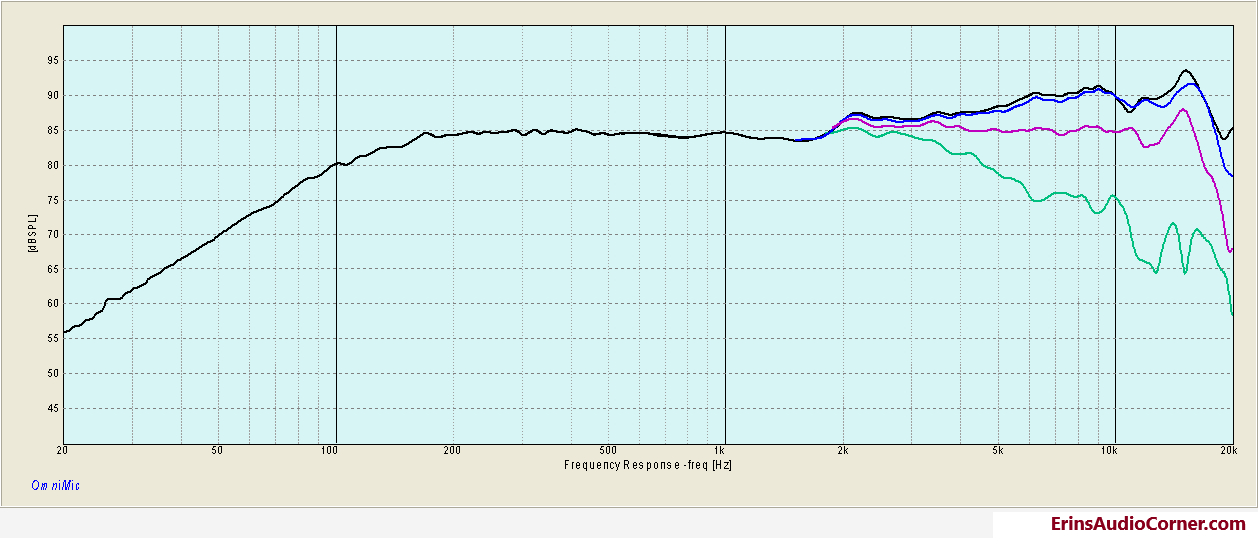 95
90
85
80
75
70
[dBSPL]
65
60
55
50
45
20 50 100 200 500 1k 2k 5k 10k 20k
Frequency Response -freq [Hz]
OmniMic
ErinsAudioCorner.com